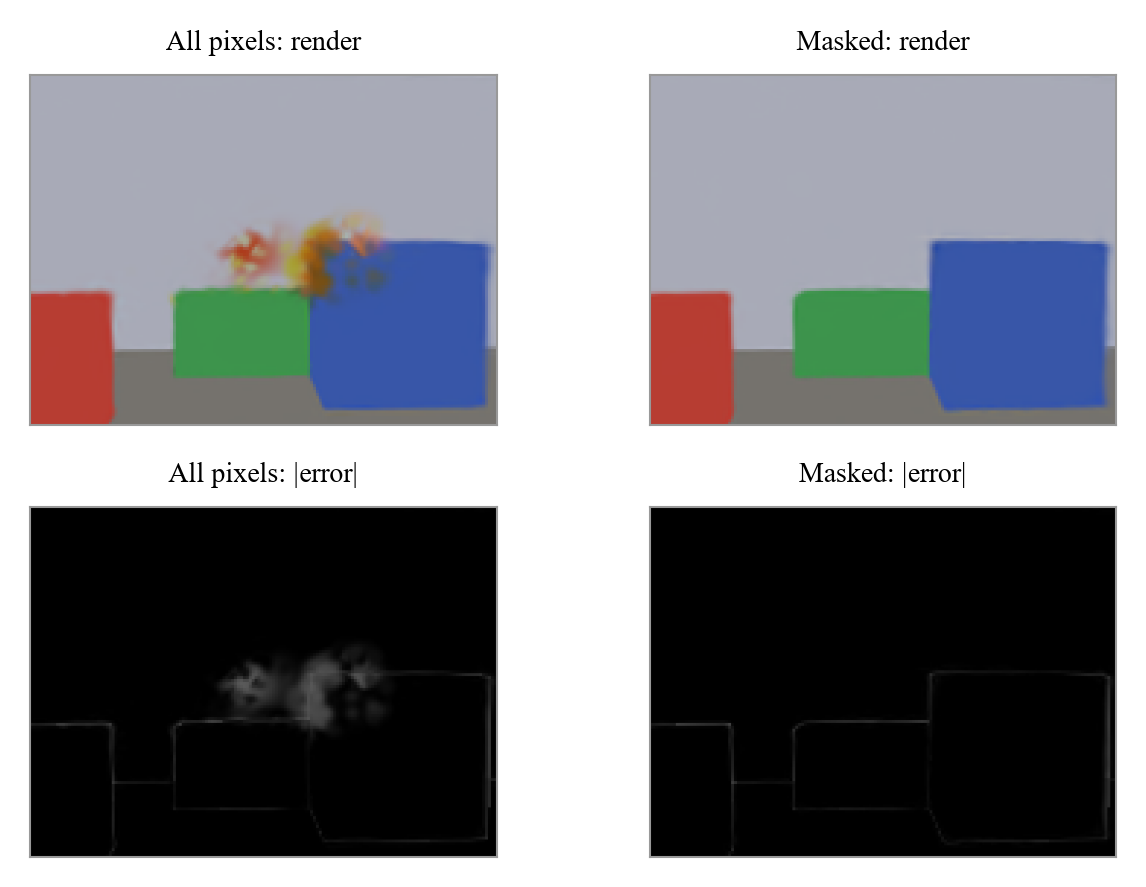 All pixels: render
Masked: render
All pixels: |error|
Masked: |error|